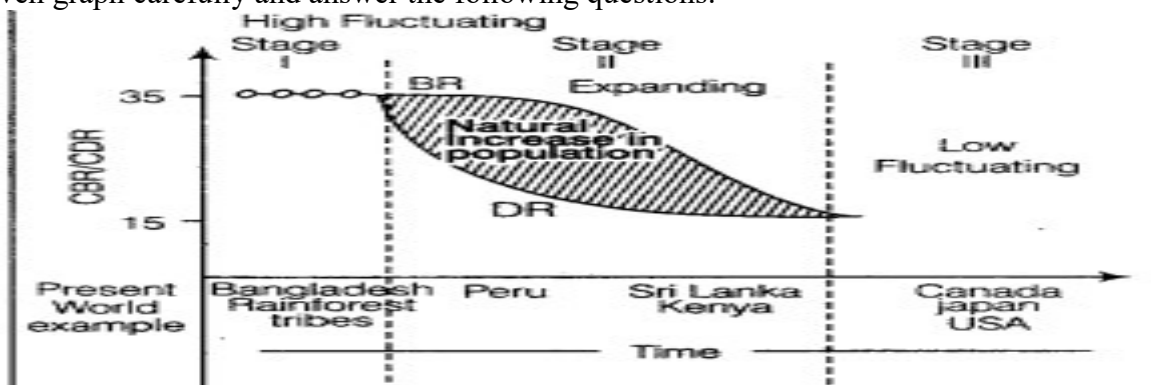 ven graph carefully and answer the following questions.
High Fluctuating
Stage
I
Stage
II
Stage
III
BR
Expanding
35
Natural
Increase in
population
CBR/CDR
Low
Fluctuating
DR
15
Present
World
example
Bangladesh
Rainforest
tribes
Peru
Sri Lanka
Kenya
Canada
japan
USA
Time